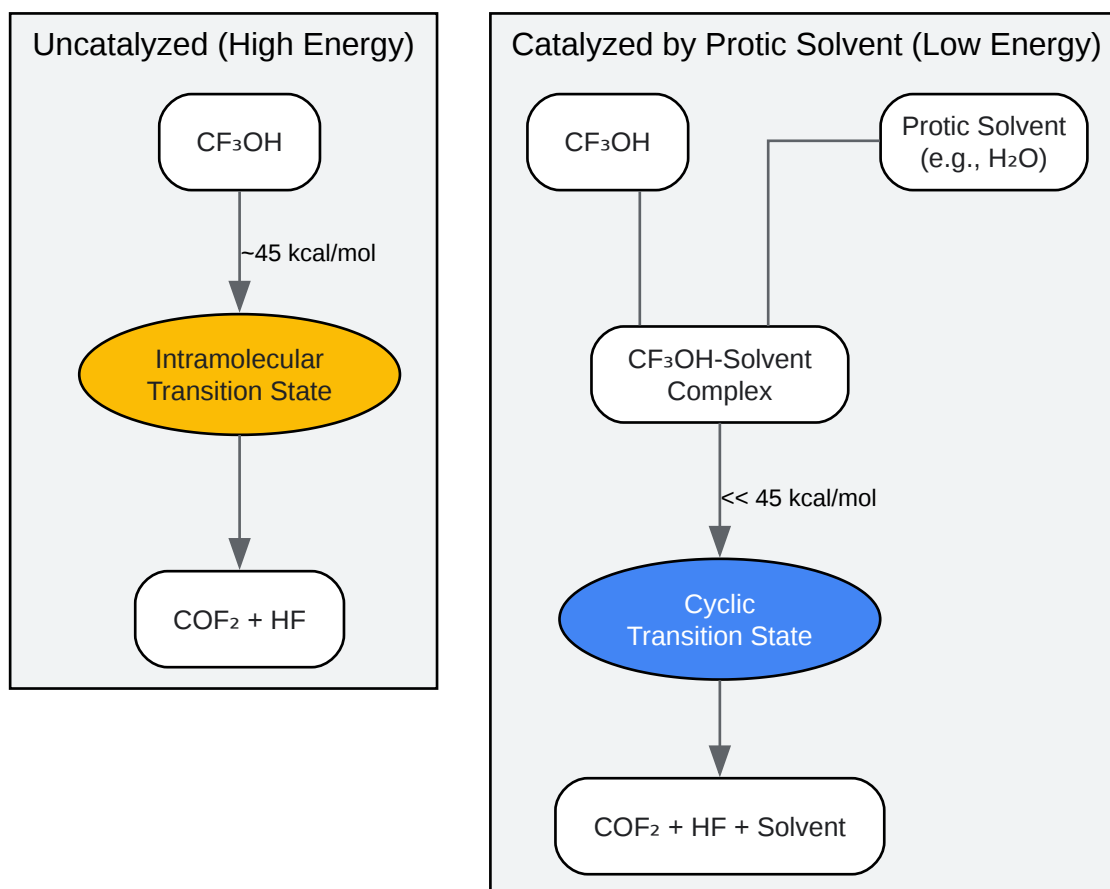 Uncatalyzed (High Energy)
CF₃OH
~45 kcal/mol
Intramolecular
Transition State
COF₂ + HF
Catalyzed by Protic Solvent (Low Energy)
CF₃OH
Protic Solvent
(e.g., H₂O)
CF₃OH-Solvent
Complex
<< 45 kcal/mol
Cyclic
Transition State
COF₂ + HF + Solvent